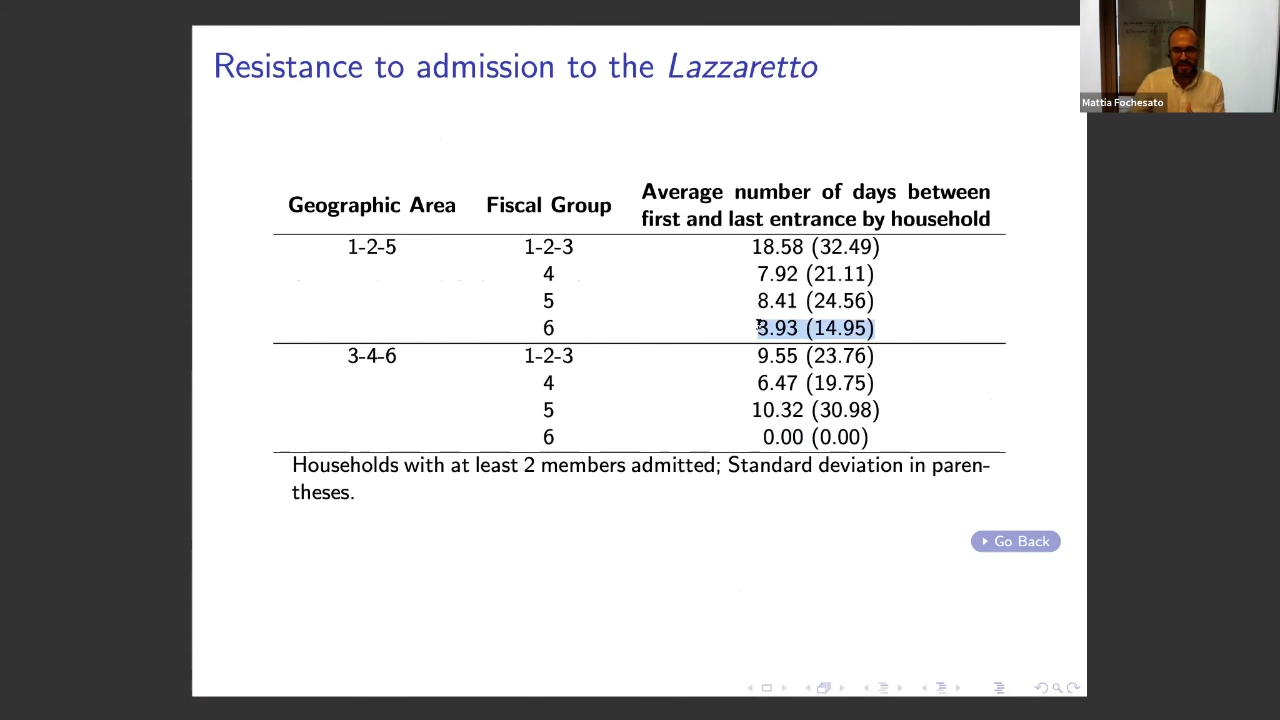 Resistance to admission to the Lazzaretto
Mattia Fochesato
Geographic Area Fiscal Group Average number of days between first and last entrance by household
1-2-5 1-2-3 18.58 (32.49)
4 7.92 (21.11)
5 8.41 (24.56)
6 3.93 (14.95)
3-4-6 1-2-3 9.55 (23.76)
4 6.47 (19.75)
5 10.32 (30.98)
6 0.00 (0.00)
Households with at least 2 members admitted; Standard deviation in paren-
theses.
Go Back